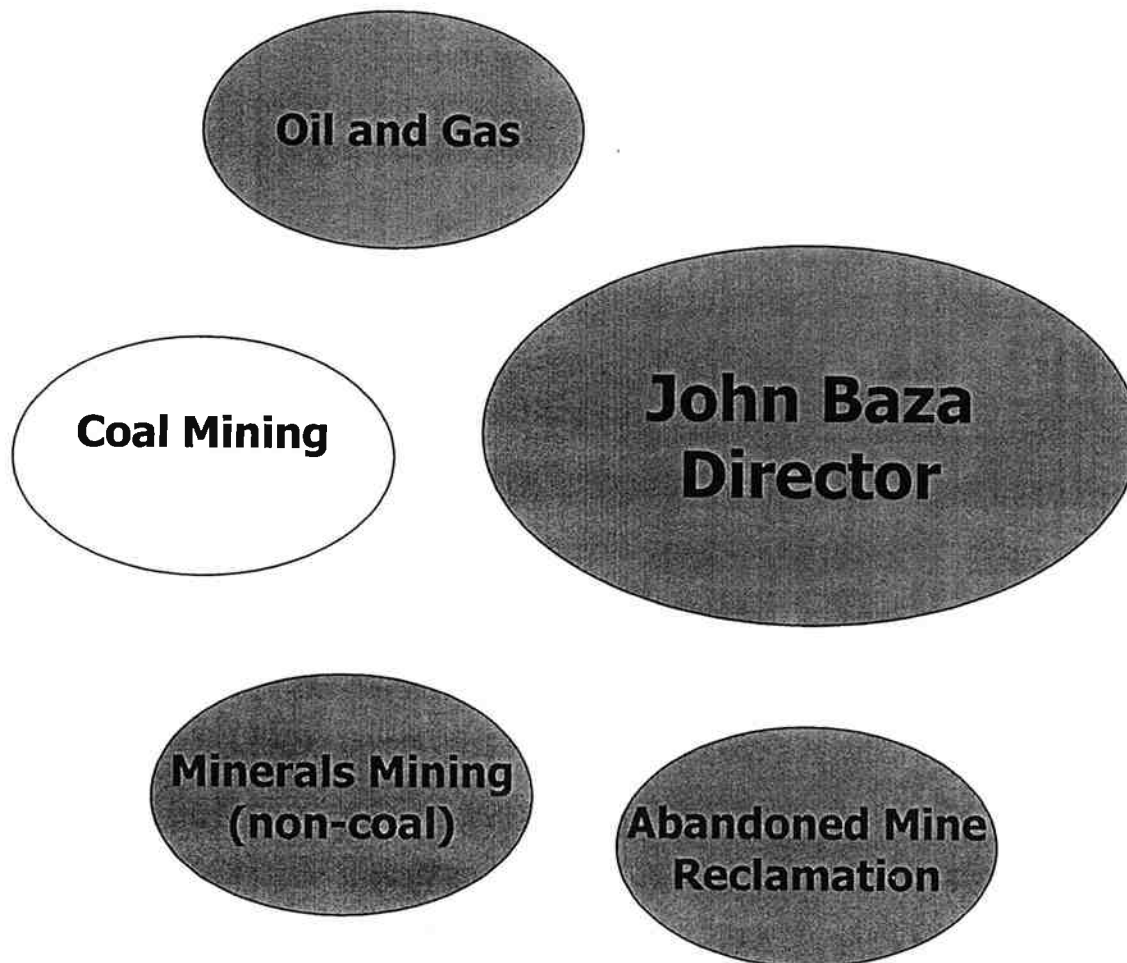 Oil and Gas
Coal Mining
John Baza
Director
Minerals Mining
(non-coal)
Abandoned Mine
Reclamation